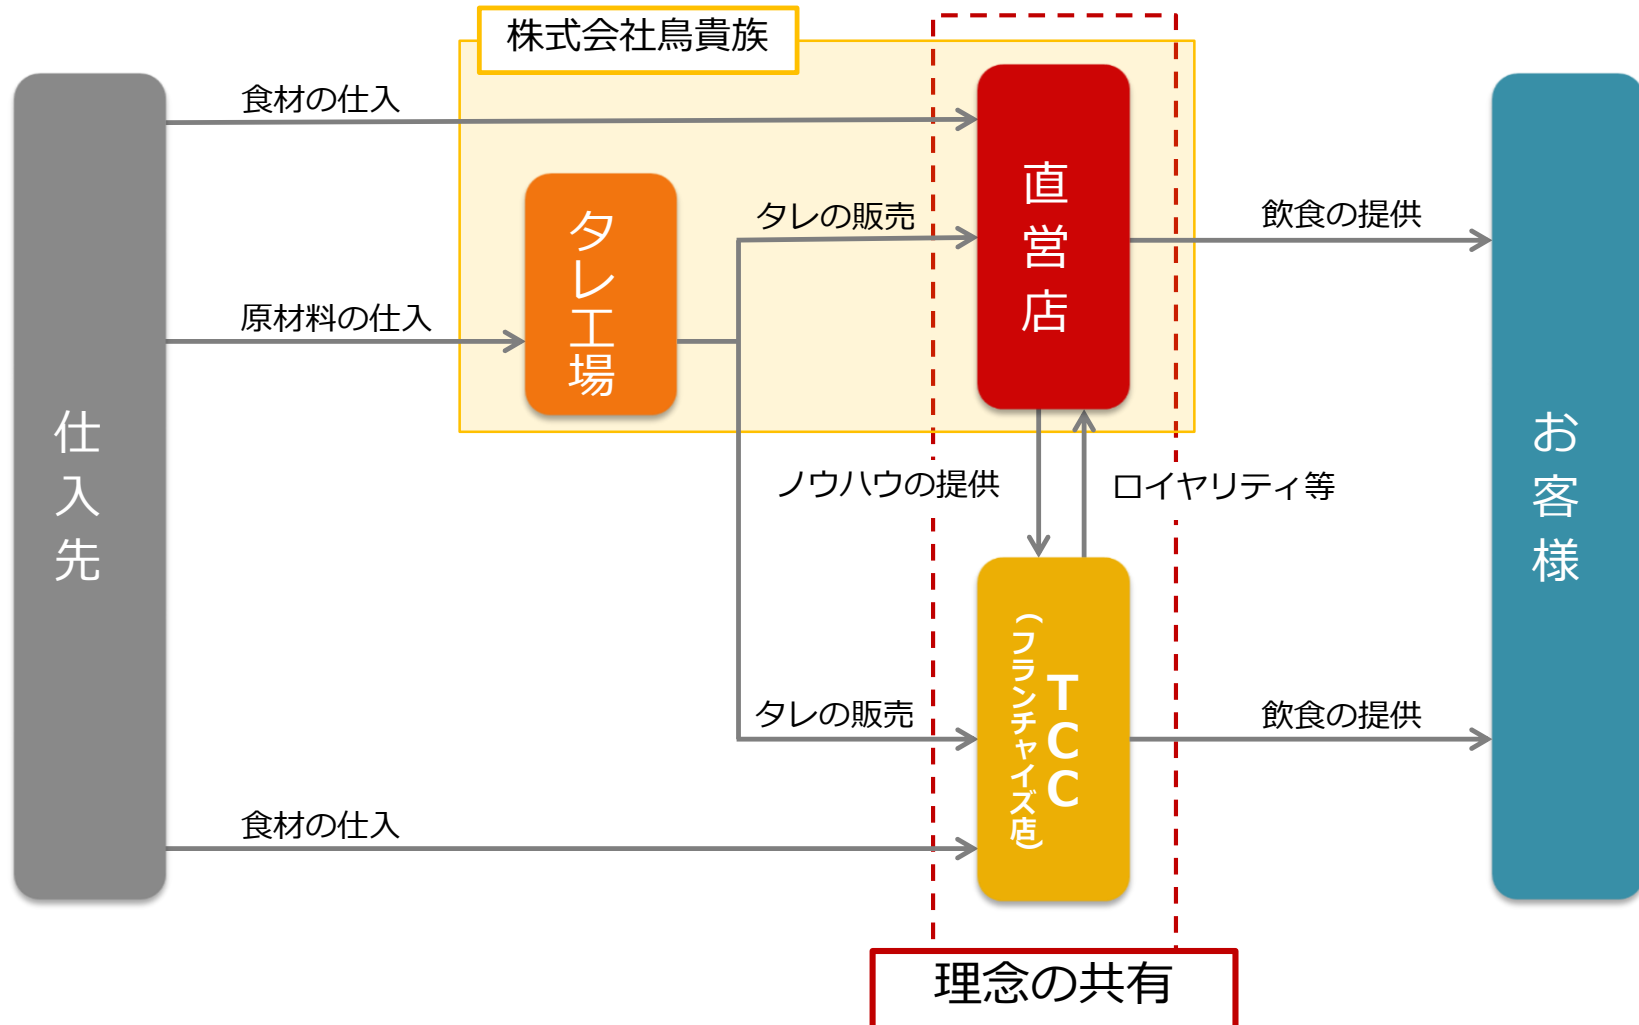 株式会社鳥貴族
食材の仕入
直営店
タレ工場
タレの販売
飲食の提供
原材料の仕入
仕入先
お客様
ノウハウの提供
ロイヤリティ等
TCC
（フランチャイズ店）
タレの販売
飲食の提供
食材の仕入
理念の共有